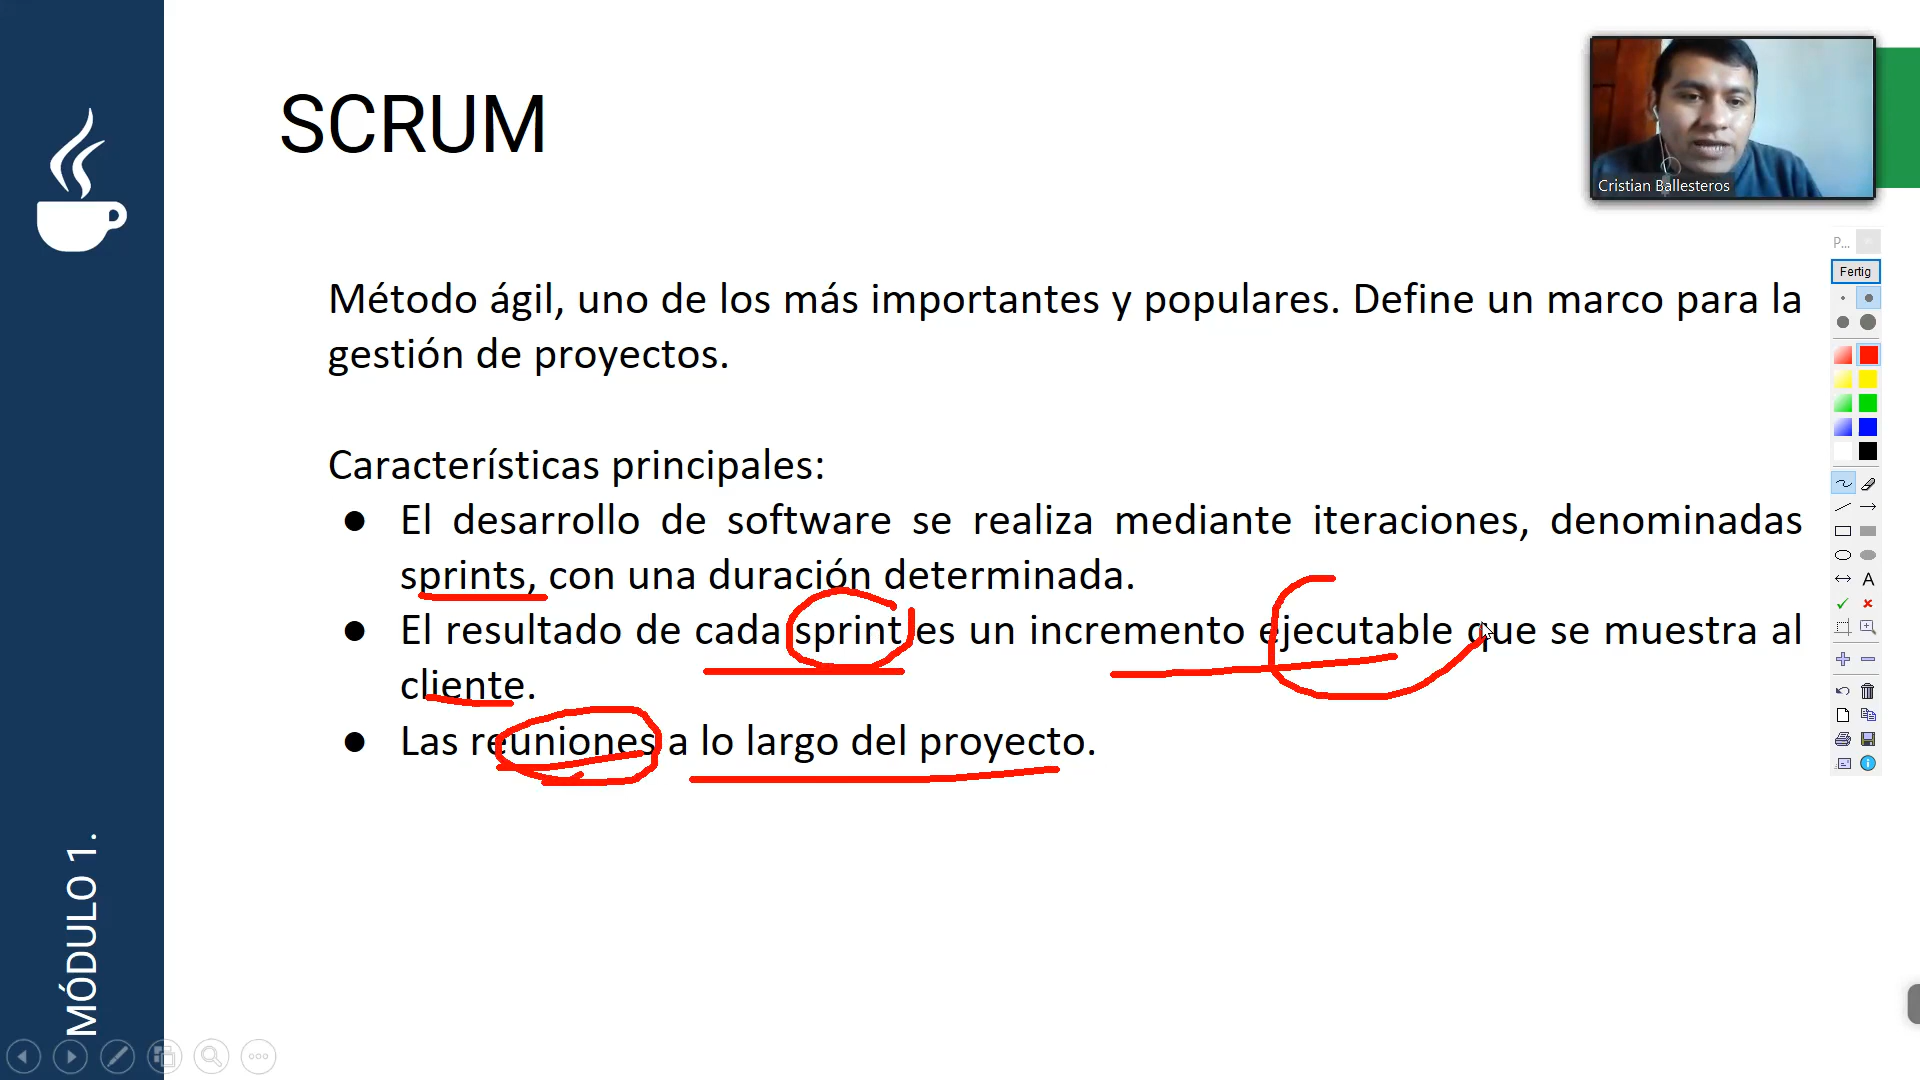 SCRUM
Cristian Ballesteros
P...
Fertig
Método ágil, uno de los más importantes y populares. Define un marco para la
gestión de proyectos.
Características principales:
● El desarrollo de software se realiza mediante iteraciones, denominadas
sprints, con una duración determinada.
● El resultado de cada sprint es un incremento ejecutable que se muestra al
cliente.
● Las reuniones a lo largo del proyecto.
A
MÓDULO 1.